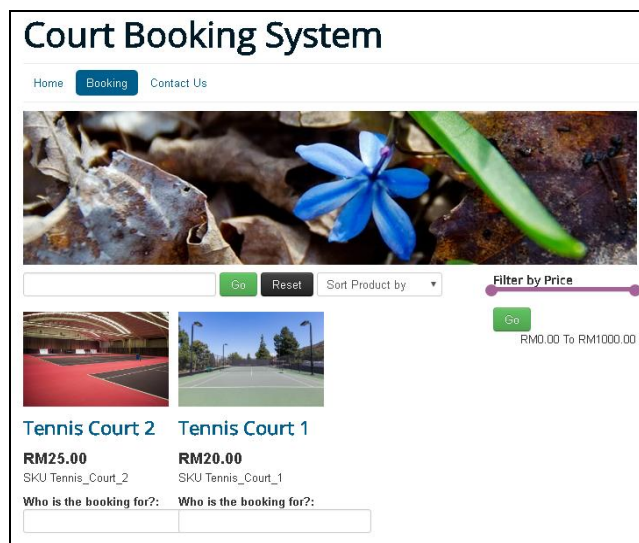 Court Booking System
Home Booking Contact Us
Go Reset Sort Product by Filter by Price
Go
RM0.00 To RM1000.00
Tennis Court 2 Tennis Court 1
RM25.00 RM20.00
SKU Tennis_Court_2 SKU Tennis_Court_1
Who is the booking for?: Who is the booking for?: